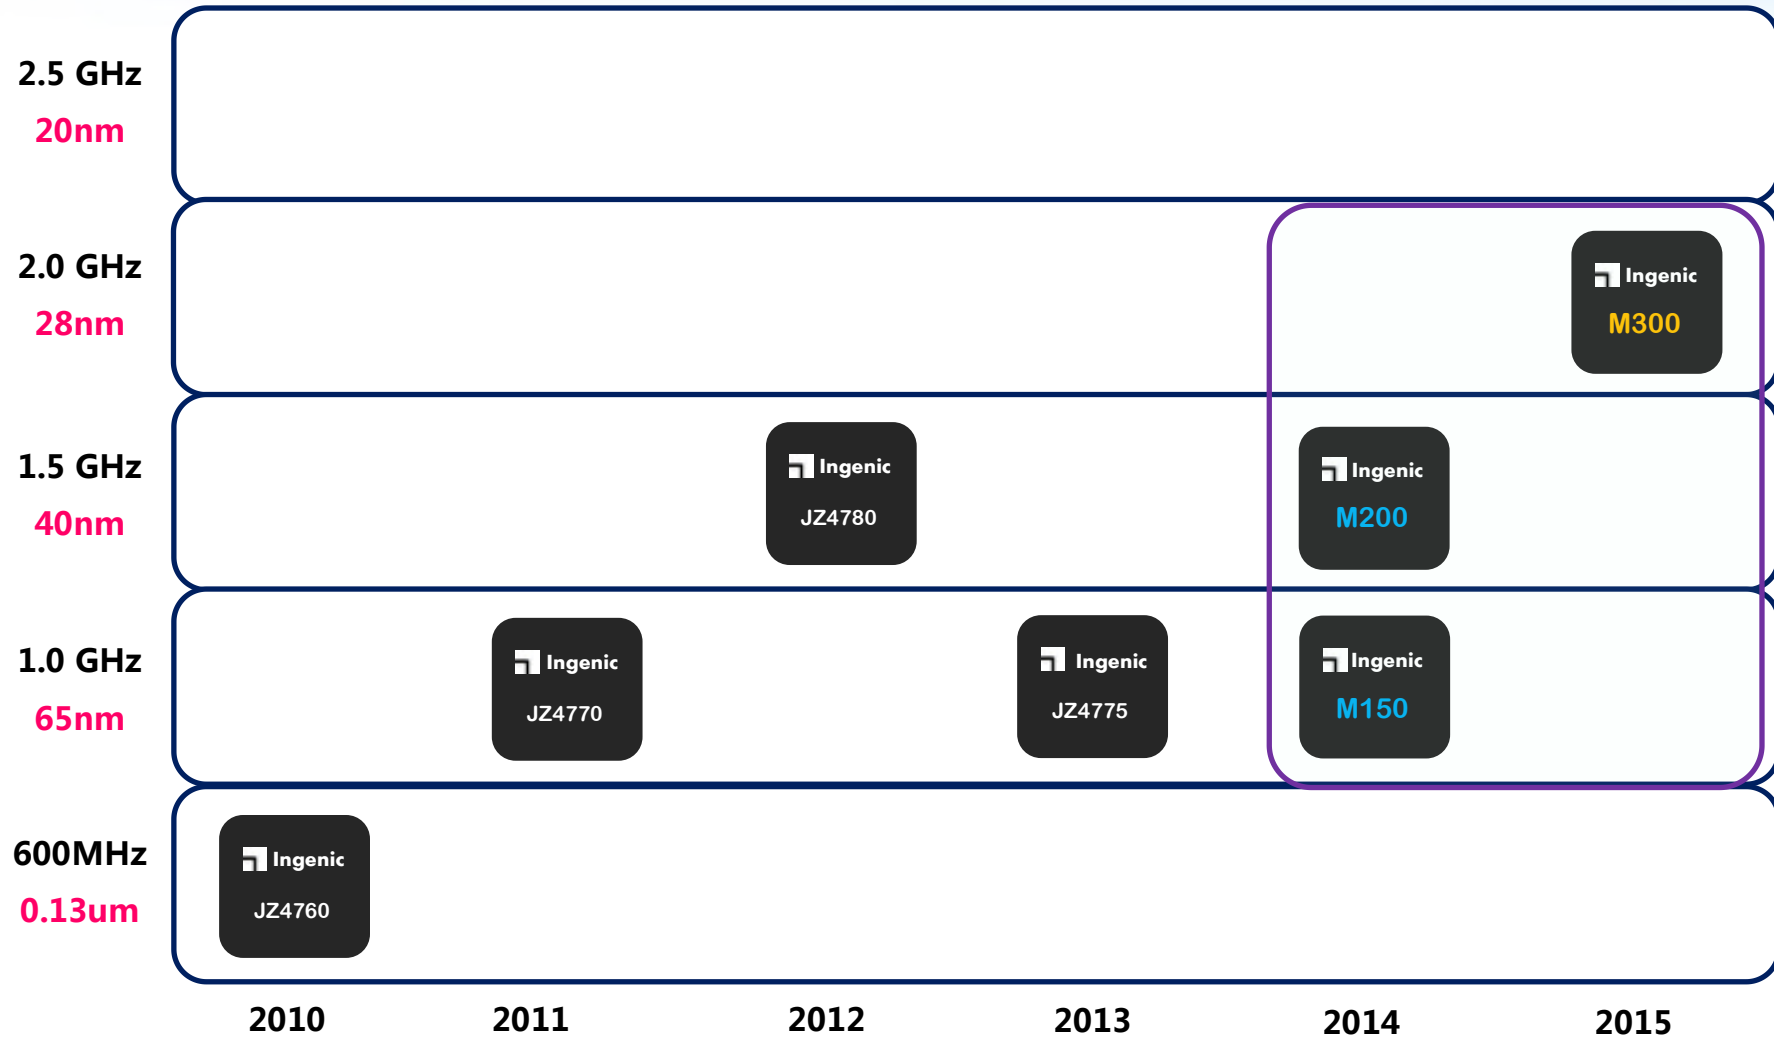 2.5 GHz
20nm
2.0 GHz
28nm
Ingenic
M300
1.5 GHz
40nm
Ingenic
JZ4780
Ingenic
M200
1.0 GHz
65nm
Ingenic
JZ4770
Ingenic
JZ4775
Ingenic
M150
600MHz
0.13um
Ingenic
JZ4760
2010 2011 2012 2013 2014 2015